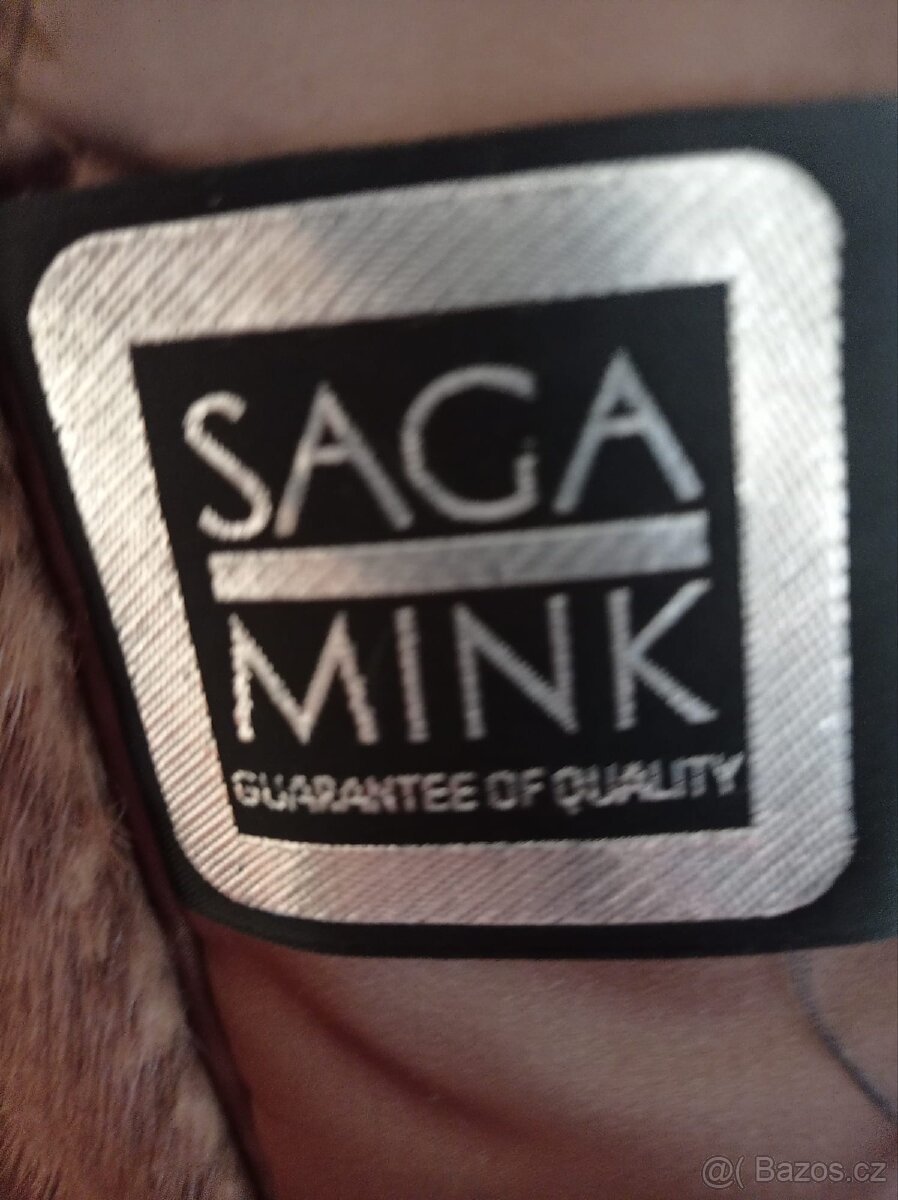 SAGA
MINK
GUARANTEE OF QUALITY
@( Bazos.cz